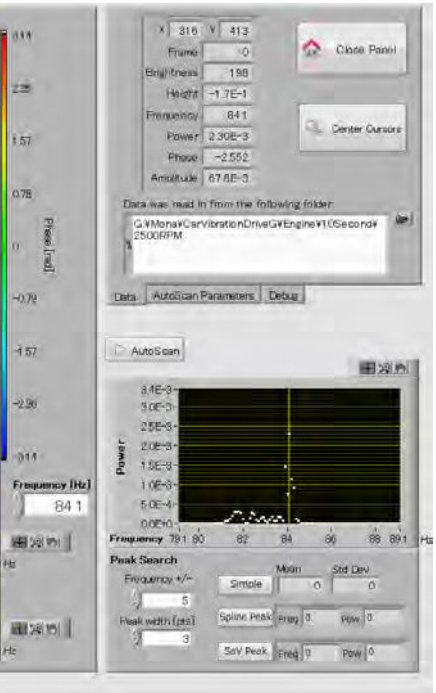 3.14
2.36
1.57
0.78
0
-0.79
-1.57
-2.36
-3.14
Phase [rad]
Frequency [Hz]
84.1
Hz
Hz
X 316 Y 413
Frame 0
Brightness 198
Height -1.7E-1
Frequency 84.1
Power 2.30E-3
Phase -2.552
Amplitude 67.8E-3
Close Panel
Center Cursors
Data was read in from the following folder:
G:¥Mona¥CarVibrationDriveG¥Engine¥10Second¥
2500RPM
Data AutoScan Parameters Debug
AutoScan
Power
3.4E-3
3.0E-3
2.5E-3
2.0E-3
1.5E-3
1.0E-3
5.0E-4
0.0E+0
Frequency 79.1 80 82 84 86 88 89.1 Hz
Peak Search
Frequency +/-
5
Peak width [pts]
3
Mean Std Dev
Simple 0 0
Spline Peak Freq 0. Pow 0.
SaV Peak Freq 0 Pow 0